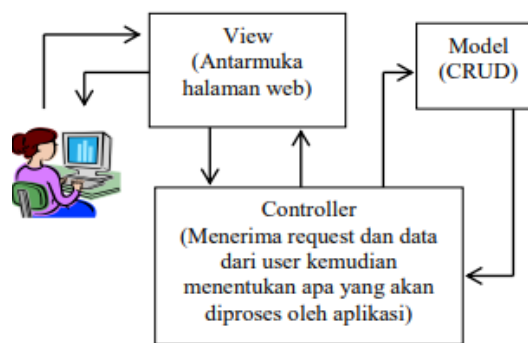 View
(Antarmuka
halaman web)
Model
(CRUD)
Controller
(Menerima request dan data
dari user kemudian
menentukan apa yang akan
diproses oleh aplikasi)